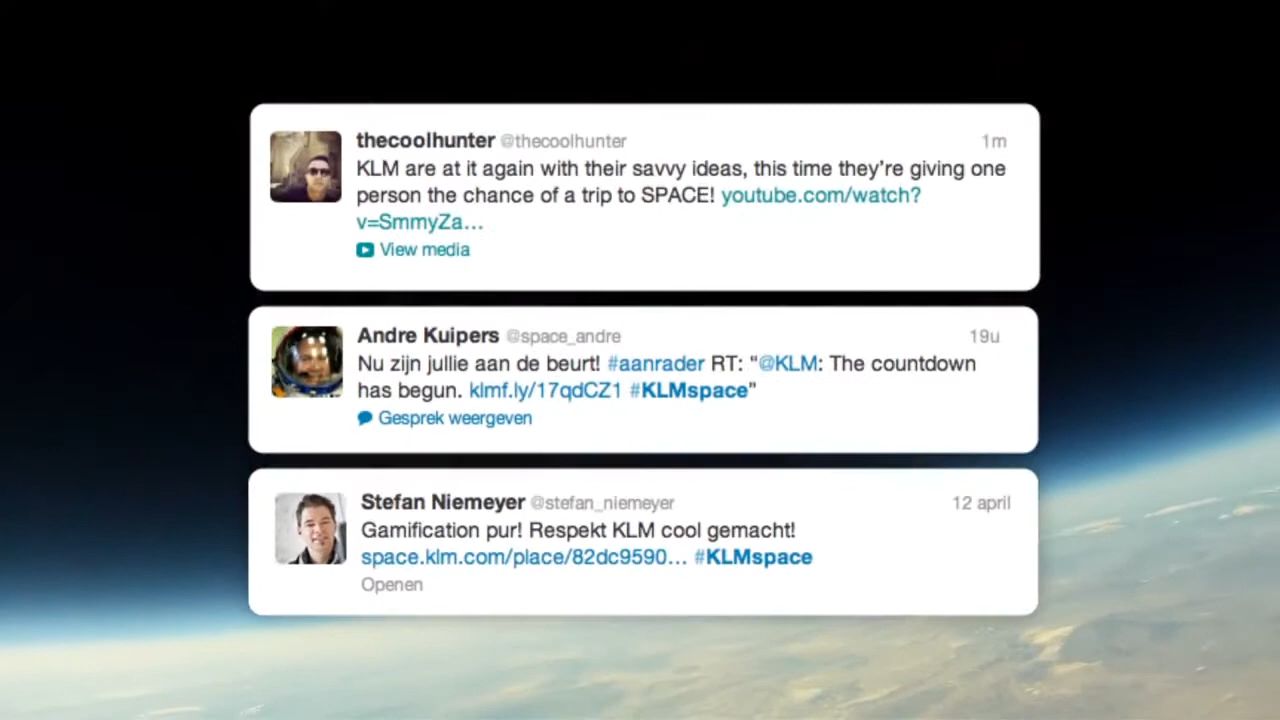 thecoolhunter @thecoolhunter 1m
KLM are at it again with their savvy ideas, this time they're giving one
person the chance of a trip to SPACE! youtube.com/watch?
v=SmmyZa...
View media
Andre Kuipers @space_andre 19u
Nu zijn jullie aan de beurt! #aanrader RT: "@KLM: The countdown
has begun. klmf.ly/17qdCZ1 #KLMspace"
Gesprek weergeven
Stefan Niemeyer @stefan_niemeyer 12 april
Gamification pur! Respekt KLM cool gemacht!
space.klm.com/place/82dc9590... #KLMspace
Openen